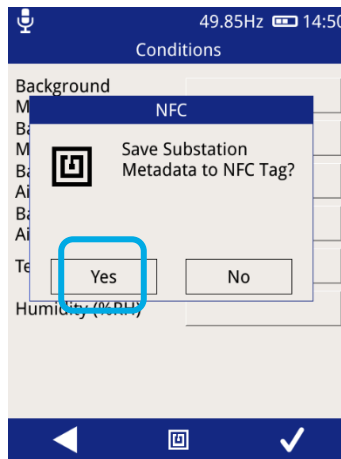 49.85Hz 14:50
Conditions
Background
NFC
Save Substation
Metadata to NFC Tag?
Yes
No
Humidity (%RH)